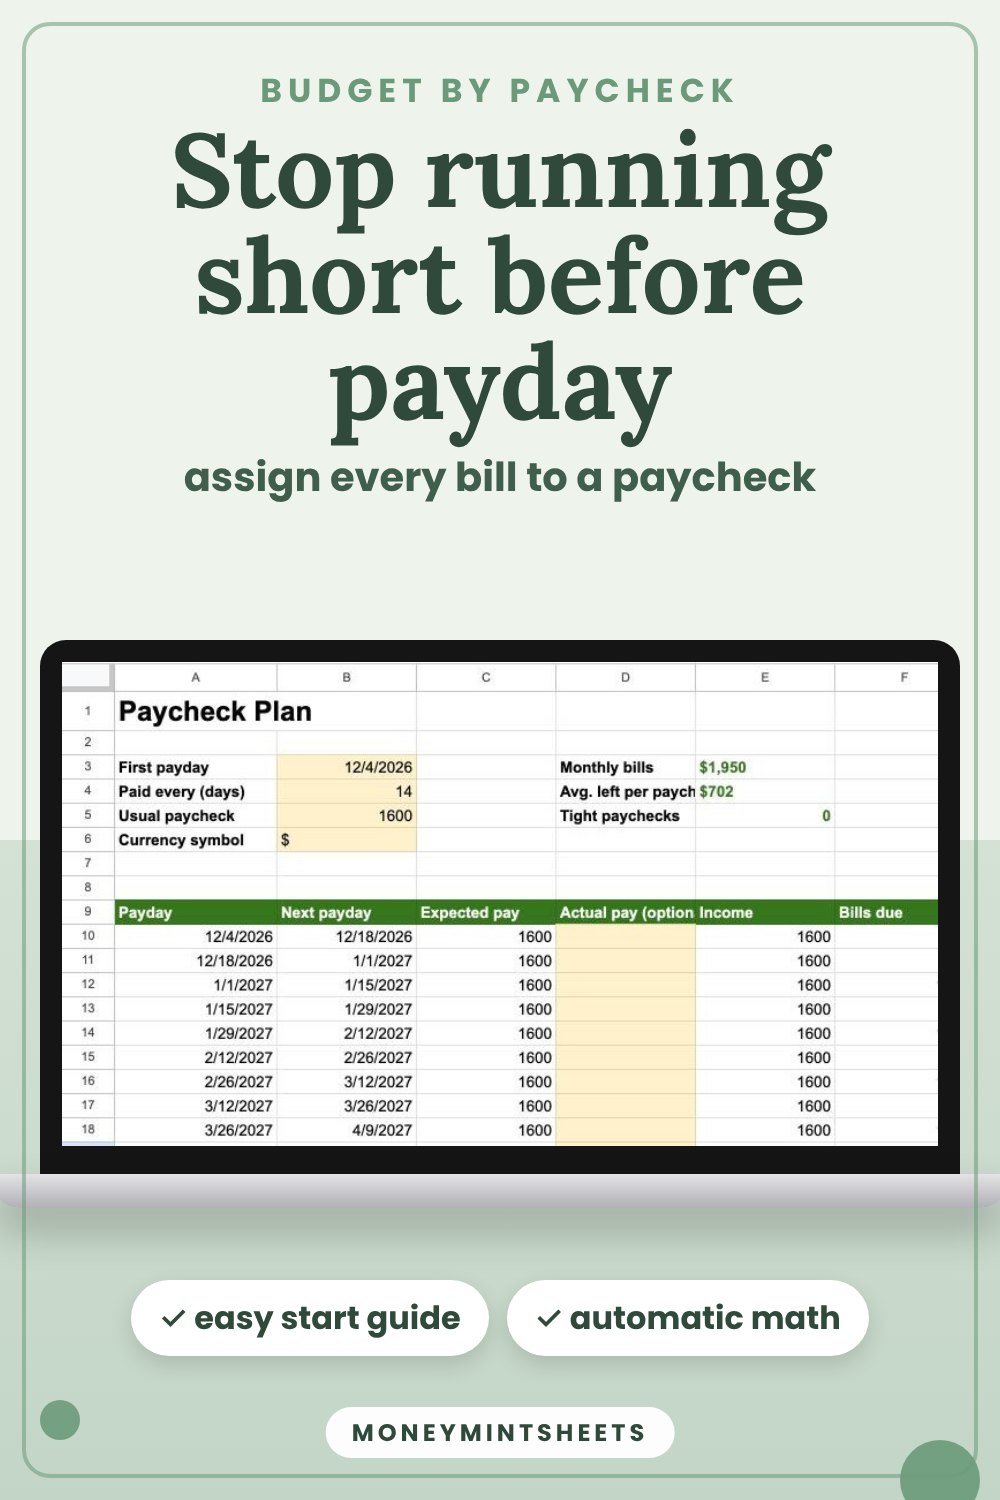 BUDGET BY PAYCHECK
Stop running
short before
payday
assign every bill to a paycheck
A B C D E F
1 Paycheck Plan
2
3 First payday 12/4/2026 Monthly bills $1,950
4 Paid every (days) 14 Avg. left per paych $702
5 Usual paycheck 1600 Tight paychecks 0
6 Currency symbol $
7
8
9 Payday Next payday Expected pay Actual pay (option Income Bills due
10 12/4/2026 12/18/2026 1600 1600
11 12/18/2026 1/1/2027 1600 1600
12 1/1/2027 1/15/2027 1600 1600
13 1/15/2027 1/29/2027 1600 1600
14 1/29/2027 2/12/2027 1600 1600
15 2/12/2027 2/26/2027 1600 1600
16 2/26/2027 3/12/2027 1600 1600
17 3/12/2027 3/26/2027 1600 1600
18 3/26/2027 4/9/2027 1600 1600
✓ easy start guide ✓ automatic math
MONEYMINTSHEETS